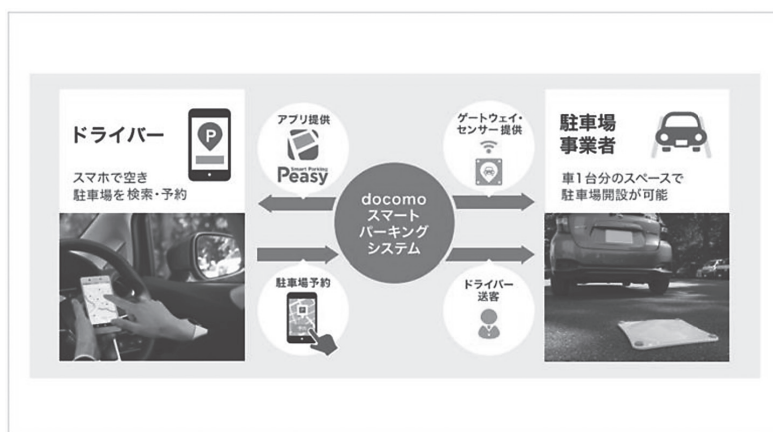 ドライバー
スマホで空き
駐車場を検索・予約
アプリ提供
Smart Parking
Peasy
駐車場予約
docomo
スマート
パーキング
システム
ゲートウェイ・
センサー提供
ドライバー
送客
駐車場
事業者
車1台分のスペースで
駐車場開設が可能
P